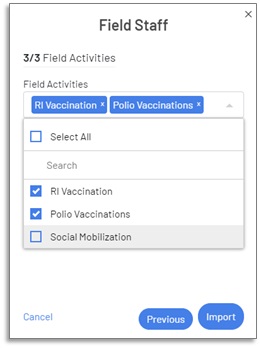 Field Staff
3/3 Field Activities
Field Activities
RI Vaccination x Polio Vaccinations x
Select All
Search
RI Vaccination
Polio Vaccinations
Social Mobilization
Cancel Previous Import